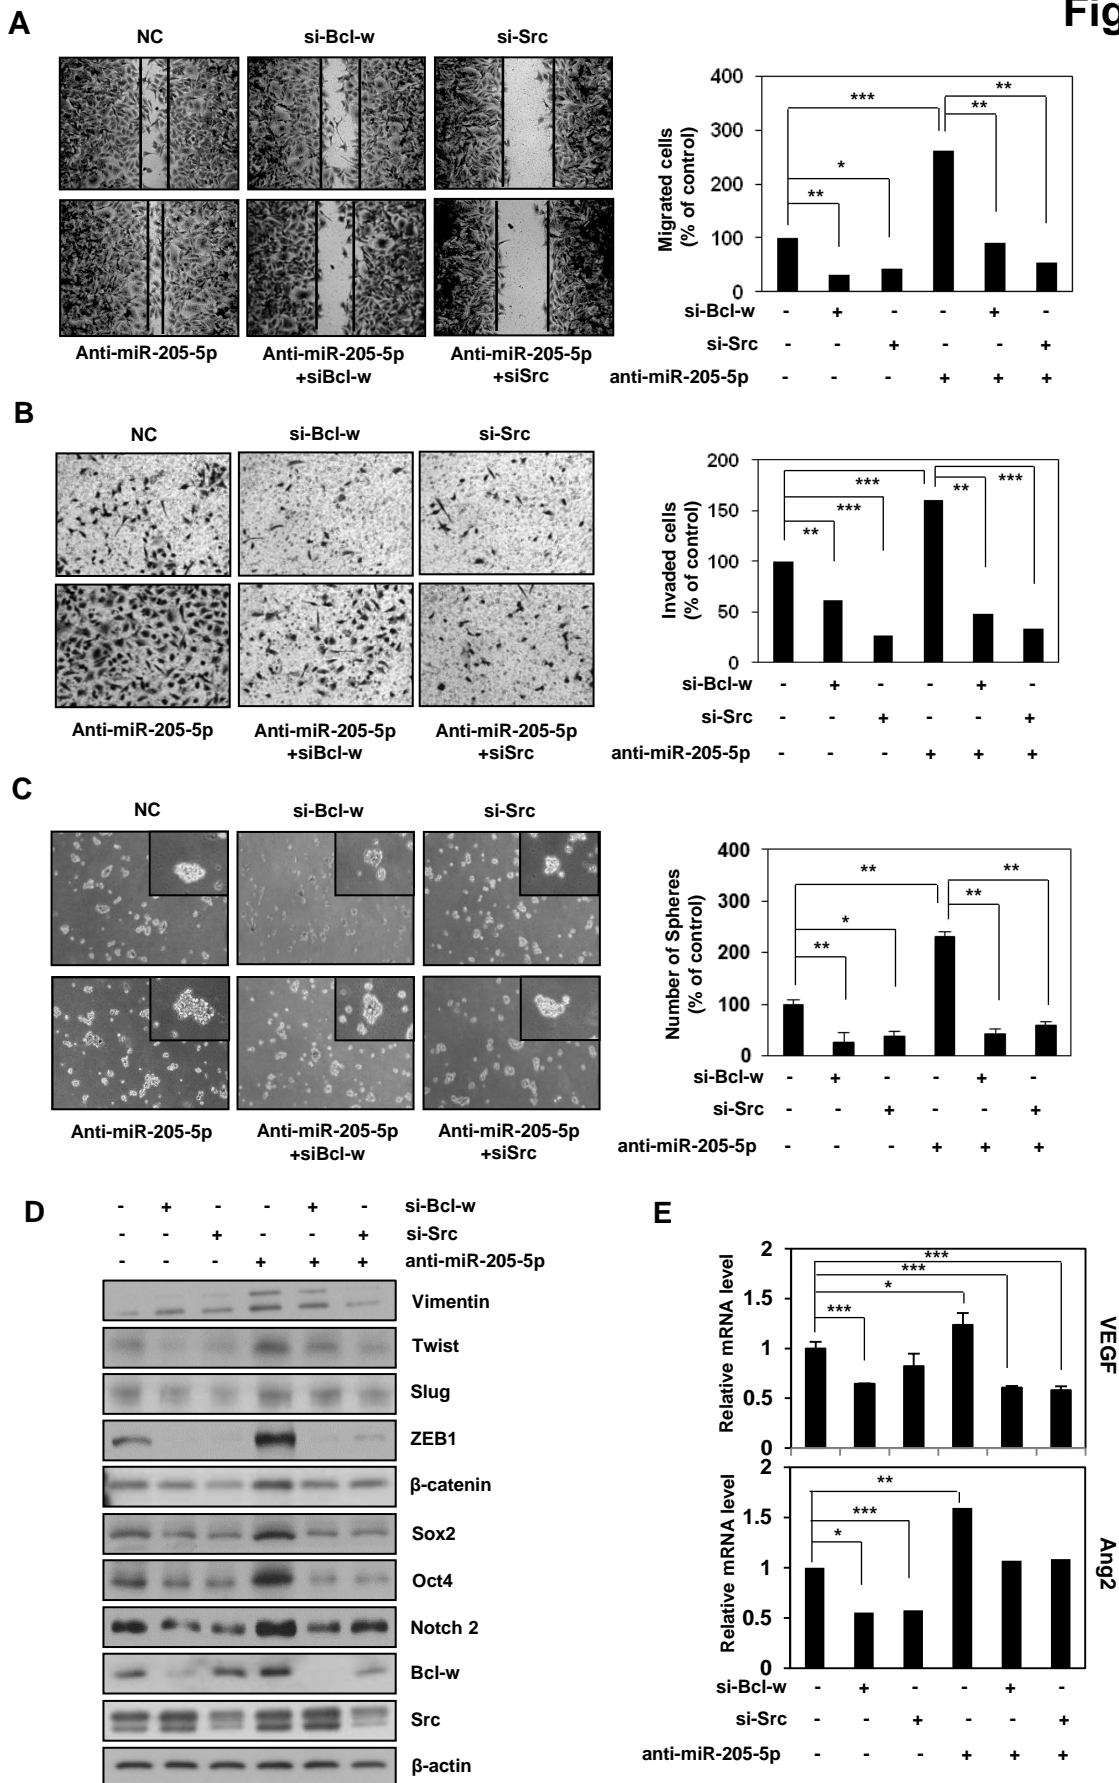 Fig
A
NC
si-Bcl-w
si-Src
Anti-miR-205-5p
Anti-miR-205-5p
+siBcl-w
Anti-miR-205-5p
+siSrc
Migrated cells
(% of control)
400
300
200
100
0
***
**
**
*
**
si-Bcl-w - + - - + -
si-Src - - + - - +
anti-miR-205-5p - - - + + +
B
NC
si-Bcl-w
si-Src
Anti-miR-205-5p
Anti-miR-205-5p
+siBcl-w
Anti-miR-205-5p
+siSrc
Invaded cells
(% of control)
200
150
100
50
0
***
***
**
***
**
si-Bcl-w - + - - + -
si-Src - - + - - +
anti-miR-205-5p - - - + + +
C
NC
si-Bcl-w
si-Src
Anti-miR-205-5p
Anti-miR-205-5p
+siBcl-w
Anti-miR-205-5p
+siSrc
Number of Spheres
(% of control)
400
300
200
100
0
**
**
**
*
**
si-Bcl-w - + - - + -
si-Src - - + - - +
anti-miR-205-5p - - - + + +
D
- + - - + - si-Bcl-w
- - + - - + si-Src
- - - + + + anti-miR-205-5p
Vimentin
Twist
Slug
ZEB1
β-catenin
Sox2
Oct4
Notch 2
Bcl-w
Src
β-actin
E
Relative mRNA level
2
1.5
1
0.5
0
***
***
*
***
VEGF
Relative mRNA level
2
1.5
1
0.5
0
**
***
*
Ang2
si-Bcl-w - + - - + -
si-Src - - + - - +
anti-miR-205-5p - - - + + +